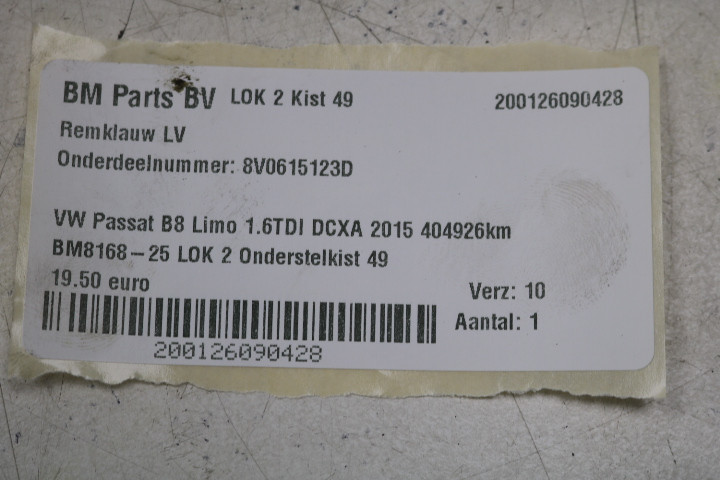 BM Parts BV LOK 2 Kist 49 200126090428
Remklauw LV
Onderdeelnummer: 8V0615123D
VW Passat B8 Limo 1.6TDI DCXA 2015 404926km
BM8168-25 LOK 2 Onderstelkist 49
19.50 euro Verz: 10
Aantal: 1
200126090428